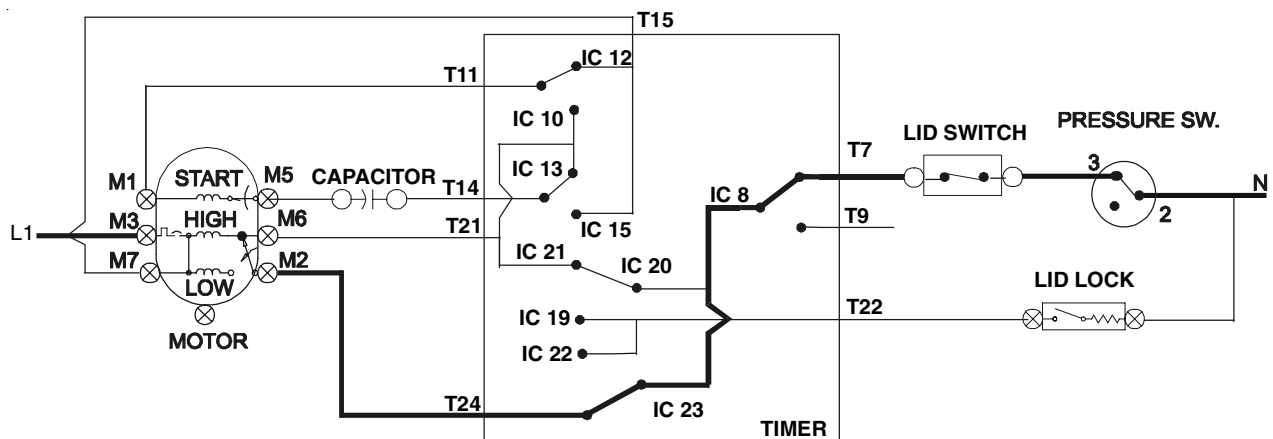 T15
IC 12
T11
IC 10
LID SWITCH
PRESSURE SW.
T7
M1
START
M5
CAPACITOR
T14
IC 13
IC 8
3
N
M3
HIGH
M6
T21
IC 15
T9
2
L1
M7
LOW
M2
IC 21
IC 20
LID LOCK
MOTOR
IC 19
T22
IC 22
T24
IC 23
TIMER